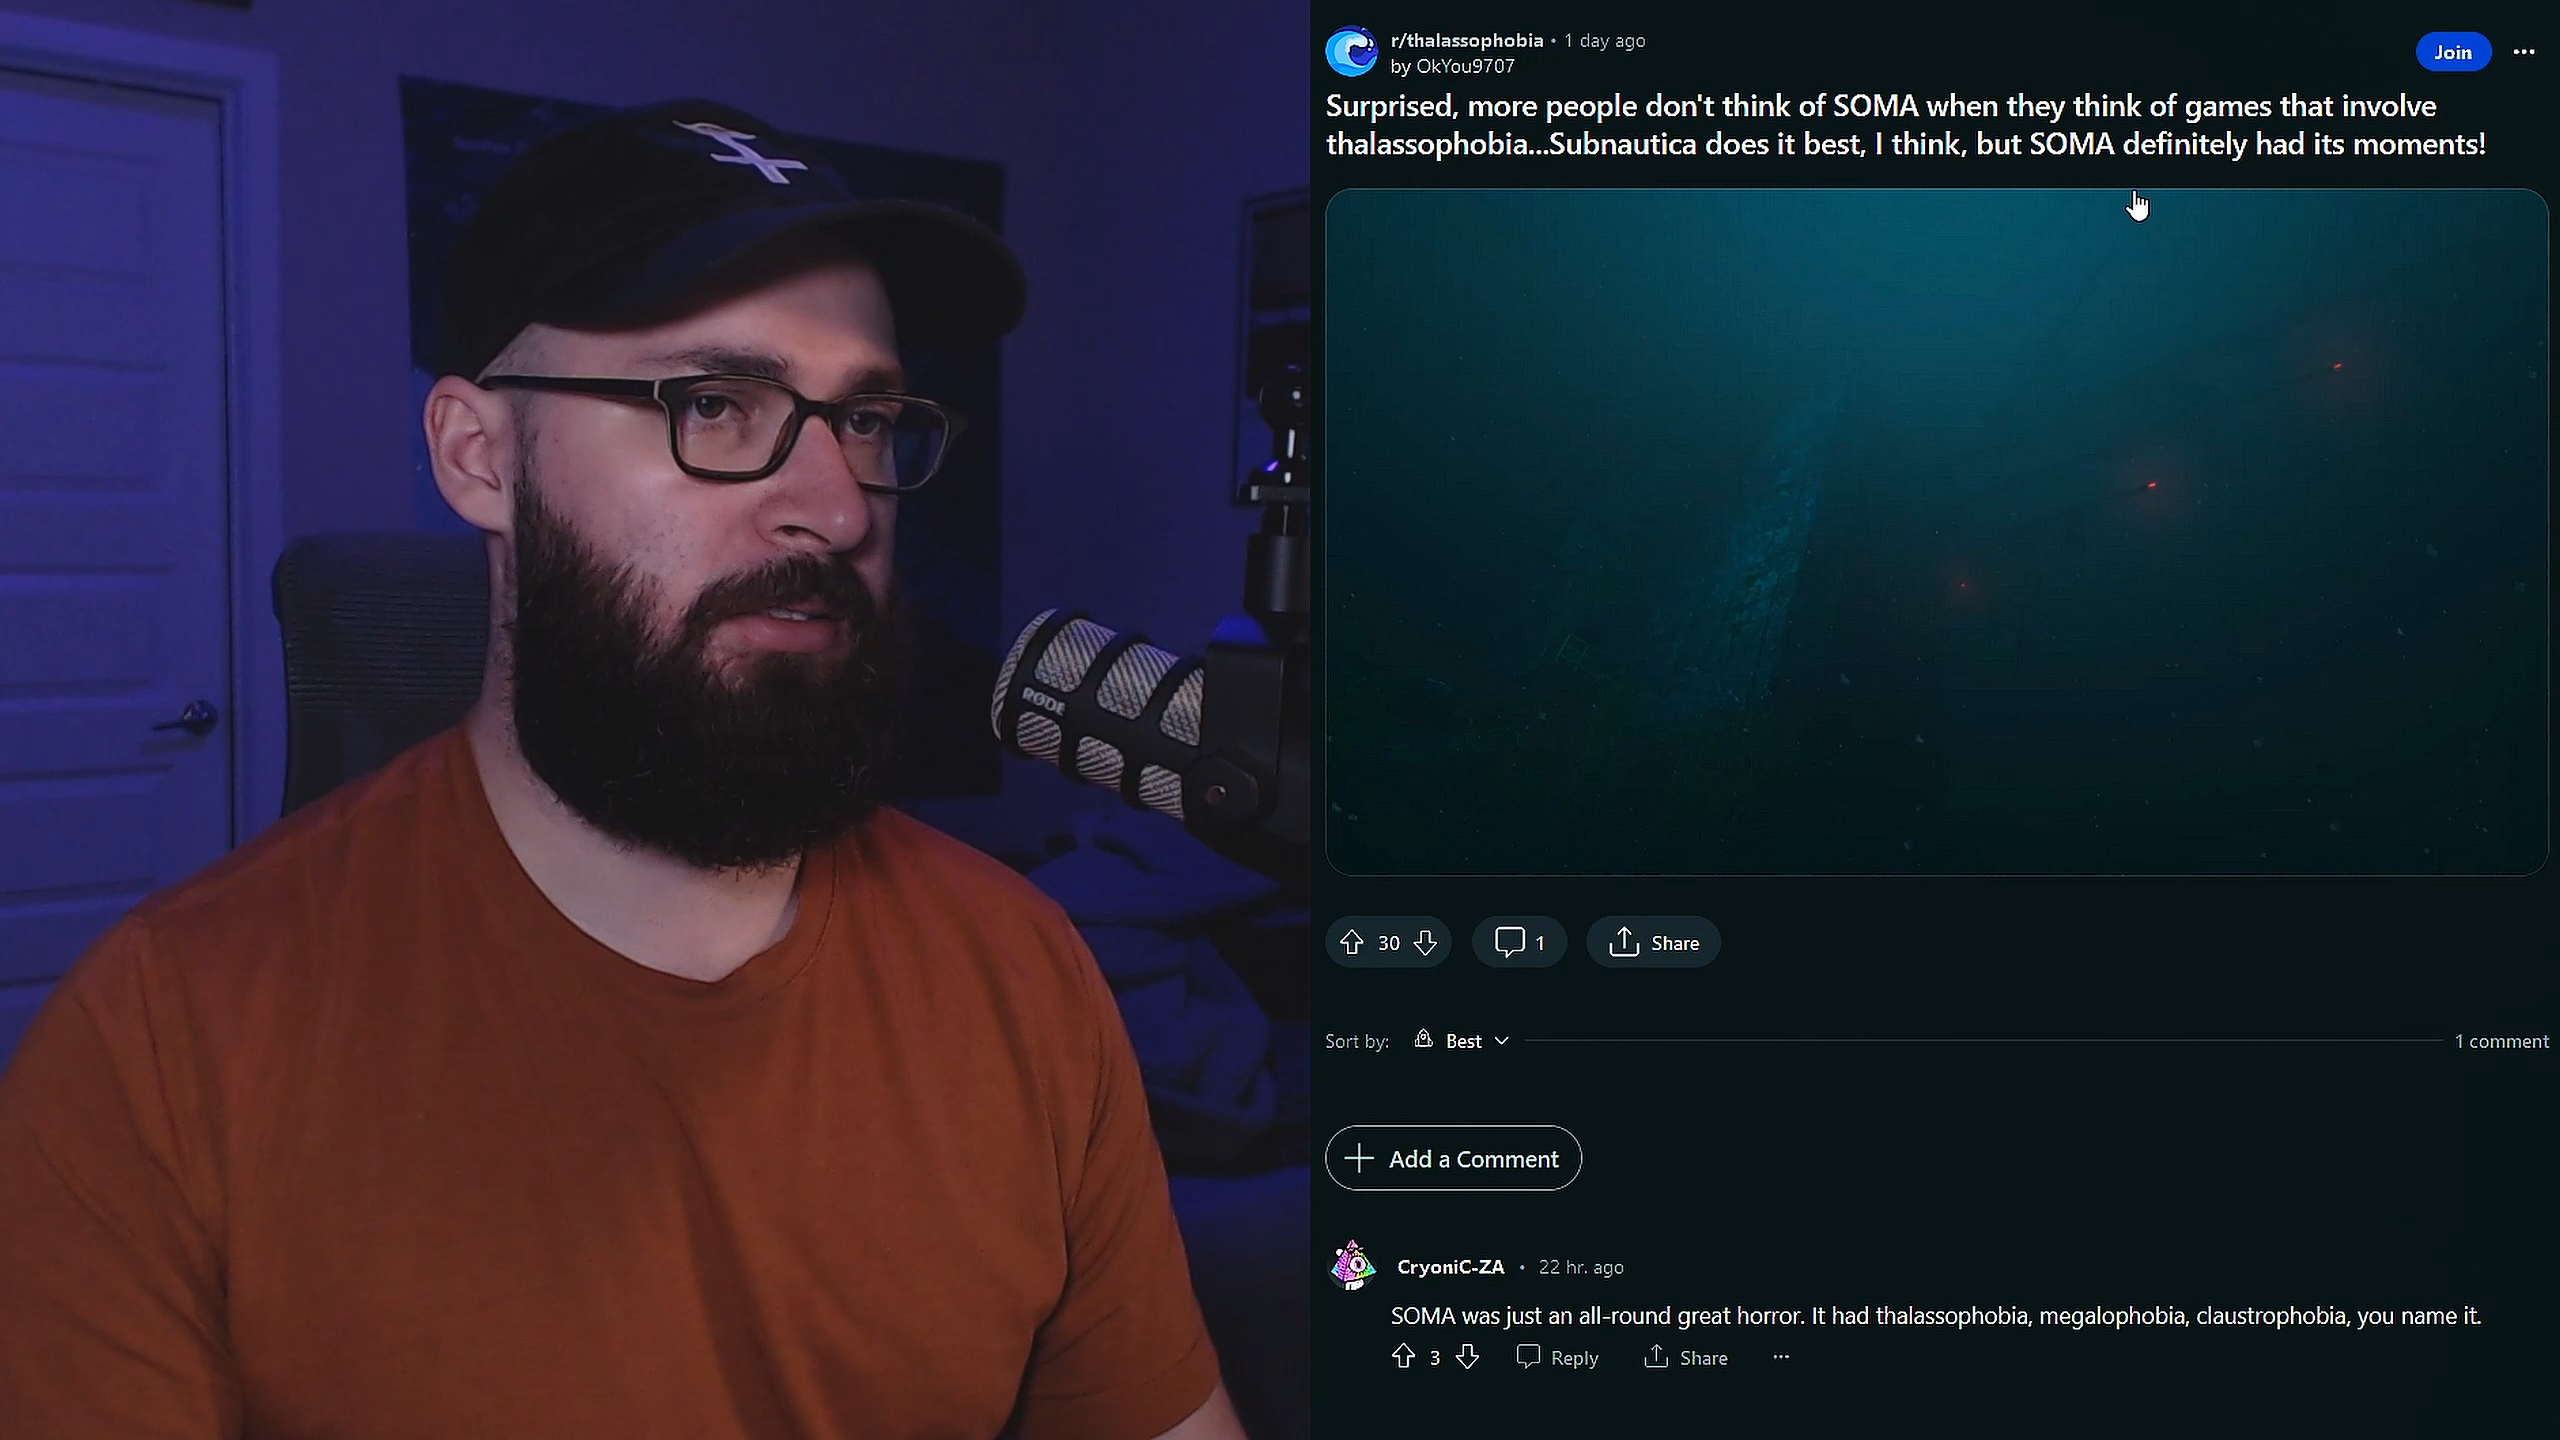 r/thalassophobia • 1 day ago
by OkYou9707
Join
Surprised, more people don't think of SOMA when they think of games that involve
thalassophobia...Subnautica does it best, I think, but SOMA definitely had its moments!
RØDE
30
1
Share
Sort by:
Best
1 comment
Add a Comment
CryoniC-ZA • 22 hr. ago
SOMA was just an all-round great horror. It had thalassophobia, megalophobia, claustrophobia, you name it.
3
Reply
Share